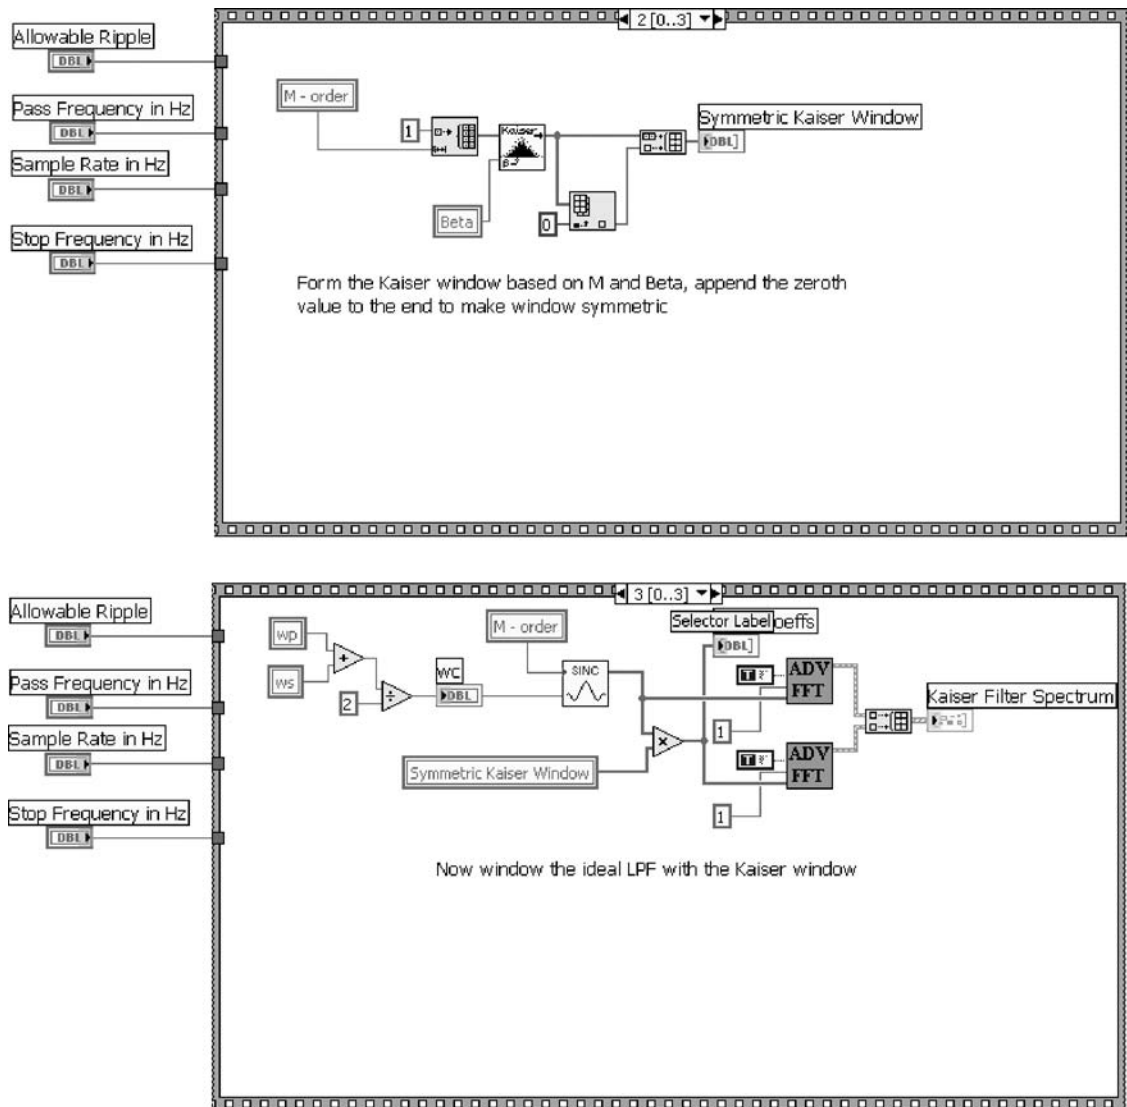 2 [0..3]
Allowable Ripple
DBL
Pass Frequency in Hz
DBL
Sample Rate in Hz
DBL
Stop Frequency in Hz
DBL
M - order
1
Kaiser
β
Beta
0
Symmetric Kaiser Window
DBL
Form the Kaiser window based on M and Beta, append the zeroth
value to the end to make window symmetric
3 [0..3]
Allowable Ripple
DBL
Pass Frequency in Hz
DBL
Sample Rate in Hz
DBL
Stop Frequency in Hz
DBL
wp
ws
+
2
÷
wc
DBL
M - order
SINC
Symmetric Kaiser Window
x
Selector Label oeffs
DBL
T
1
ADV
FFT
T
1
ADV
FFT
Kaiser Filter Spectrum
Now window the ideal LPF with the Kaiser window